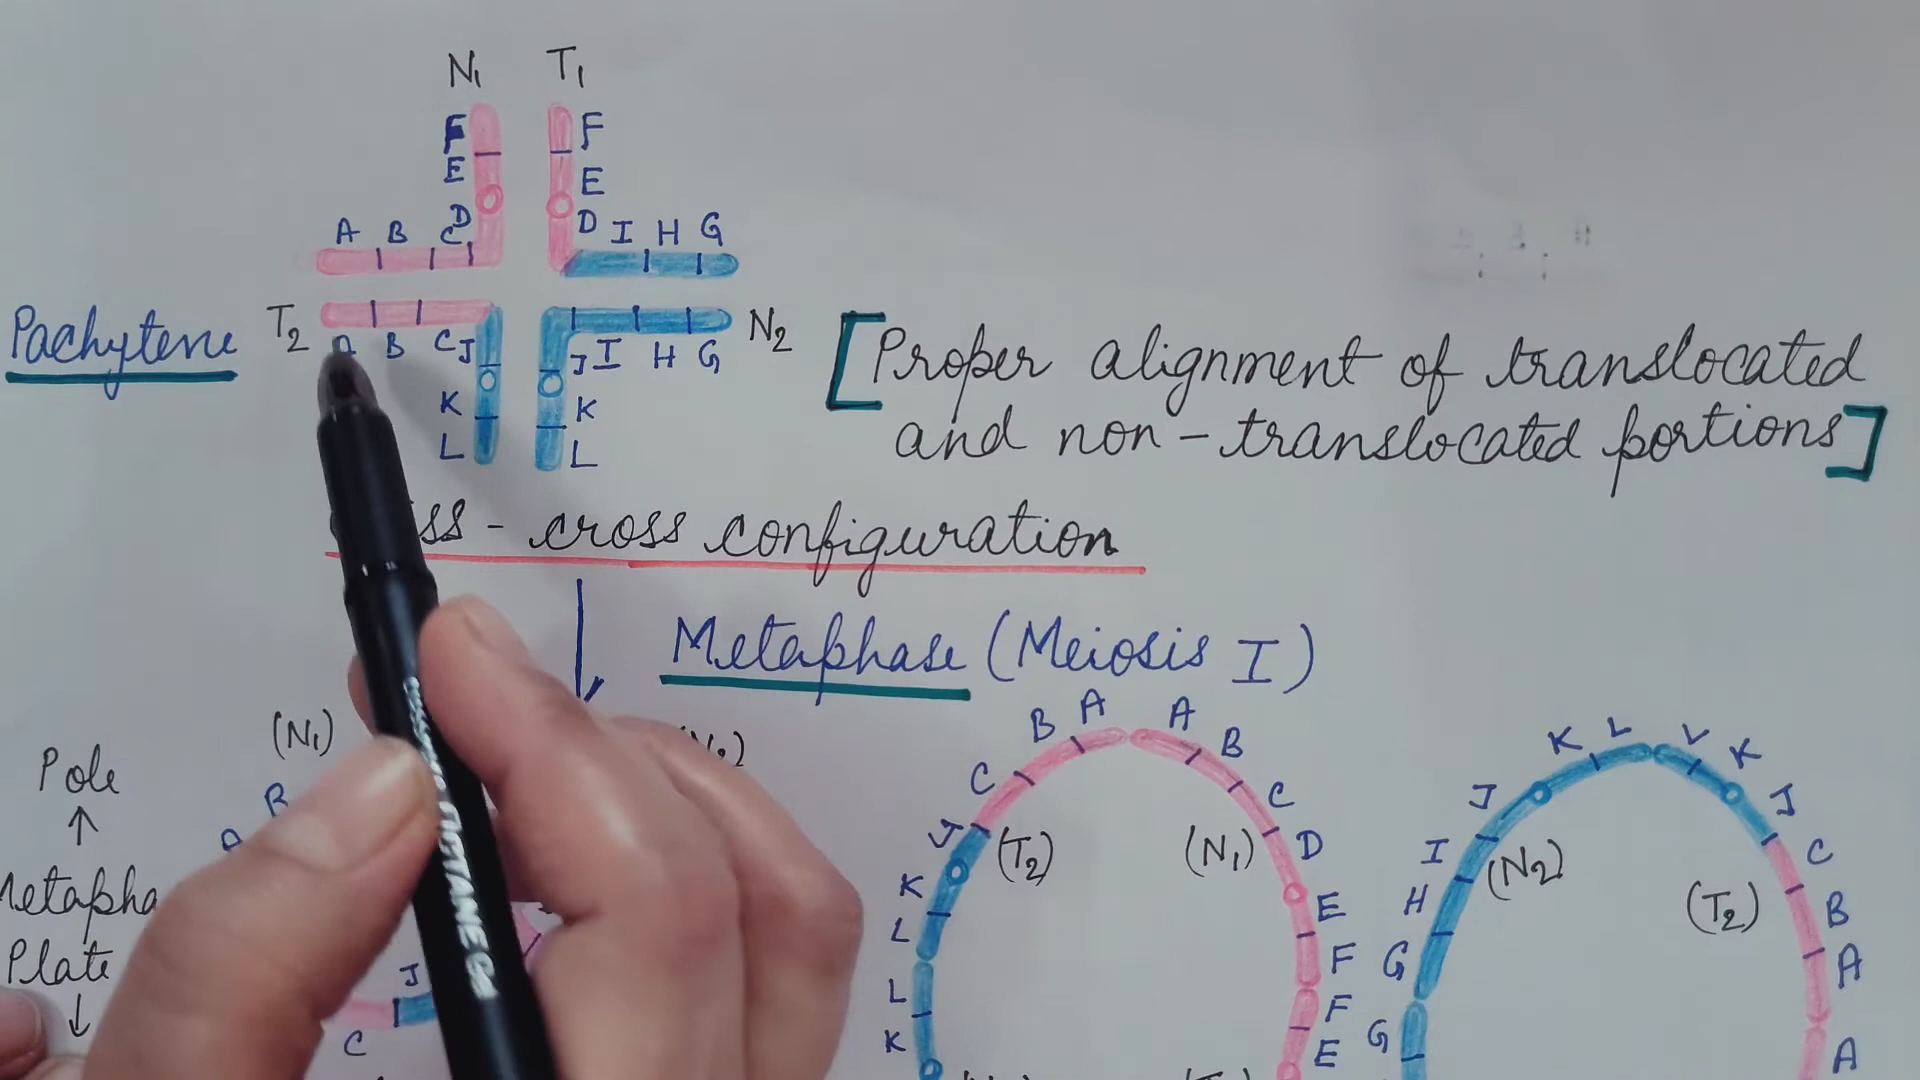 N1 T1
F F
E E
D D
A B C I H G
Pachytene T2 N2
A B C J J I H G
K K
L L
[Proper alignment of translocated
and non-translocated portions]
cross configuration
Metaphase (Meiosis I)
(N1)
Pole
↑
Plate
↓
B
A
J
C
B A A B
C C
J D
(T2) (N1)
K E
L F
L F
K E
K L L K
J J
I C
(N2) (T2)
H B
G A
G A